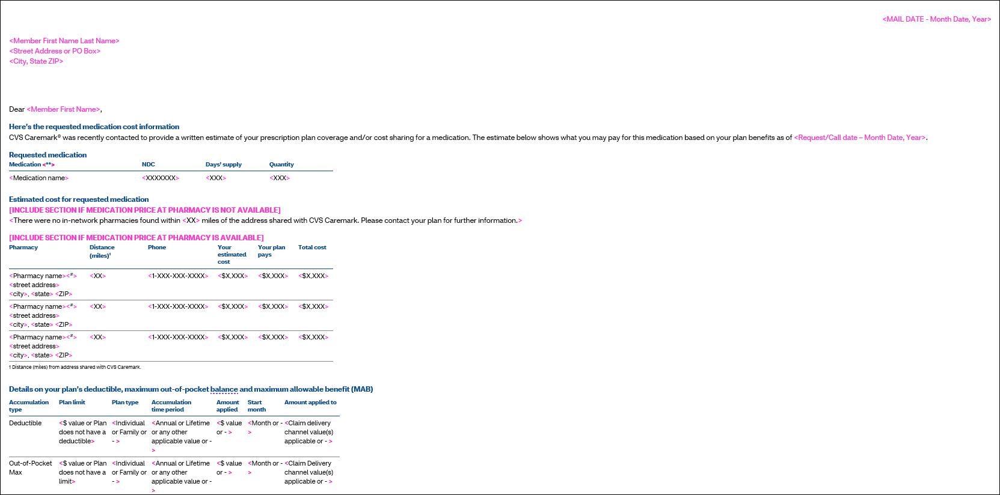 <MAIL DATE - Month Date, Year>
<Member First Name Last Name>
<Street Address or PO Box>
<City, State ZIP>
Dear <Member First Name>,
Here's the requested medication cost information
CVS Caremark® was recently contacted to provide a written estimate of your prescription plan coverage and/or cost sharing for a medication. The estimate below shows what you may pay for this medication based on your plan benefits as of <Request/Call date – Month Date, Year>.
Requested medication
Medication <**> NDC Days' supply Quantity
<Medication name> <XXXXXXX> <XXX> <XXX>
Estimated cost for requested medication
[INCLUDE SECTION IF MEDICATION PRICE AT PHARMACY IS NOT AVAILABLE]
<There were no in-network pharmacies found within <XX> miles of the address shared with CVS Caremark. Please contact your plan for further information.>
[INCLUDE SECTION IF MEDICATION PRICE AT PHARMACY IS AVAILABLE]
Pharmacy Distance Phone Your Your plan Total cost
(miles)¹ estimated pays
cost
<Pharmacy name><#> <XX> <1-XXX-XXX-XXXX> <$X,XXX> <$X,XXX> <$X,XXX>
<street address>
<city>, <state> <ZIP>
<Pharmacy name><#> <XX> <1-XXX-XXX-XXXX> <$X,XXX> <$X,XXX> <$X,XXX>
<street address>
<city>, <state> <ZIP>
<Pharmacy name><#> <XX> <1-XXX-XXX-XXXX> <$X,XXX> <$X,XXX> <$X,XXX>
<street address>
<city>, <state> <ZIP>
1 Distance (miles) from address shared with CVS Caremark.
Details on your plan's deductible, maximum out-of-pocket balance and maximum allowable benefit (MAB)
Accumulation Plan limit Plan type Accumulation Amount Start Amount applied to
type time period applied month
Deductible <$ value or Plan <Individual <Annual or Lifetime <$ value <Month or - <Claim delivery
does not have a or Family or or any other or - > > channel value(s)
deductible> - > applicable value or - applicable or - >
>
Out-of-Pocket <$ value or Plan <Individual <Annual or Lifetime <$ value <Month or - <Claim Delivery
Max does not have a or Family or or any other or - > > channel value(s)
limit> - > applicable value or - applicable or - >
>